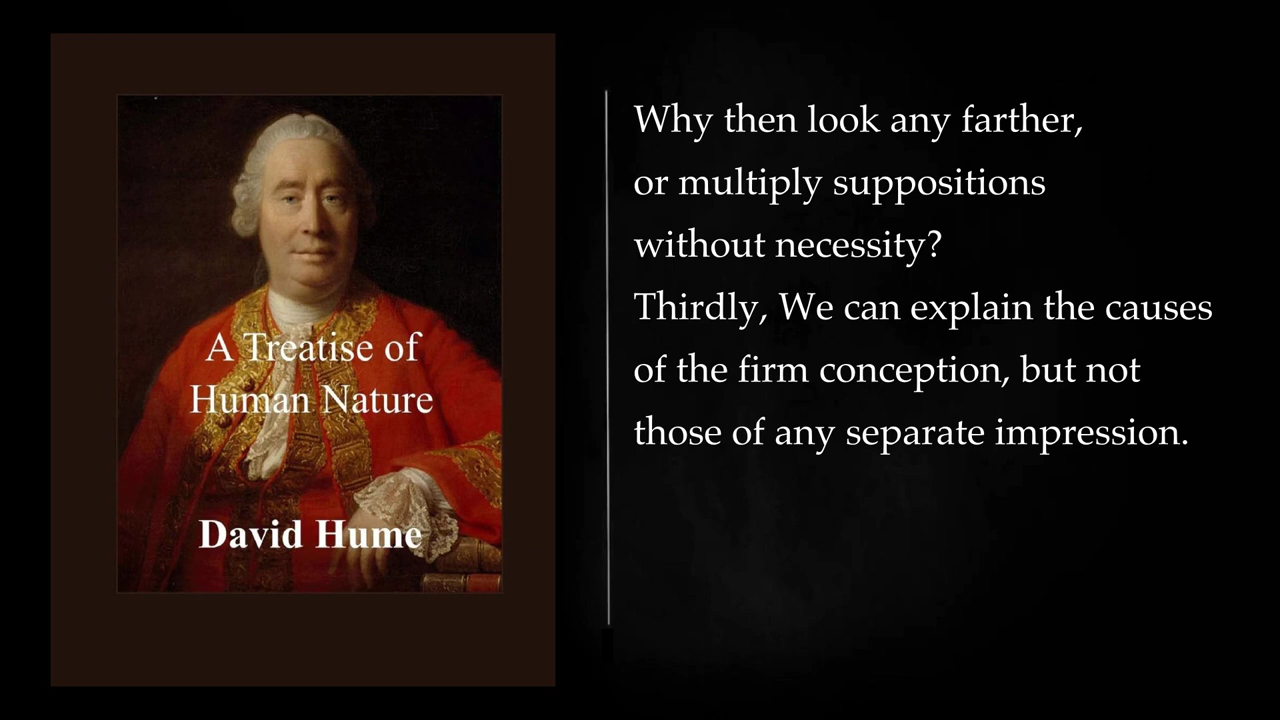 A Treatise of
Human Nature
David Hume
Why then look any farther,
or multiply suppositions
without necessity?
Thirdly, We can explain the causes
of the firm conception, but not
those of any separate impression.